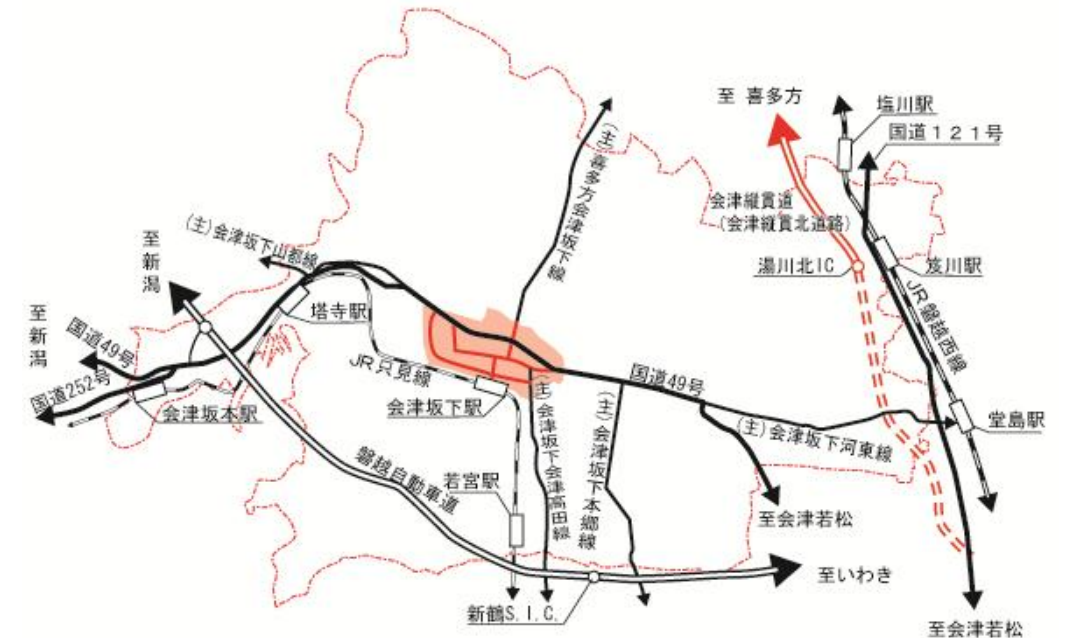 至 喜多方
塩川駅
国道121号
(主)喜多方会津坂下線
会津縦貫道
(会津縦貫北道路)
湯川北IC
笈川駅
JR磐越西線
至新潟
(主)会津坂下山都線
塔寺駅
至新潟
国道49号
国道252号
会津坂本駅
JR只見線
会津坂下駅
国道49号
(主)会津坂下河東線
堂島駅
(主)会津坂下会津高田線
(主)会津坂下本郷線
磐越自動車道
若宮駅
至会津若松
至いわき
新鶴S.I.C.
至会津若松